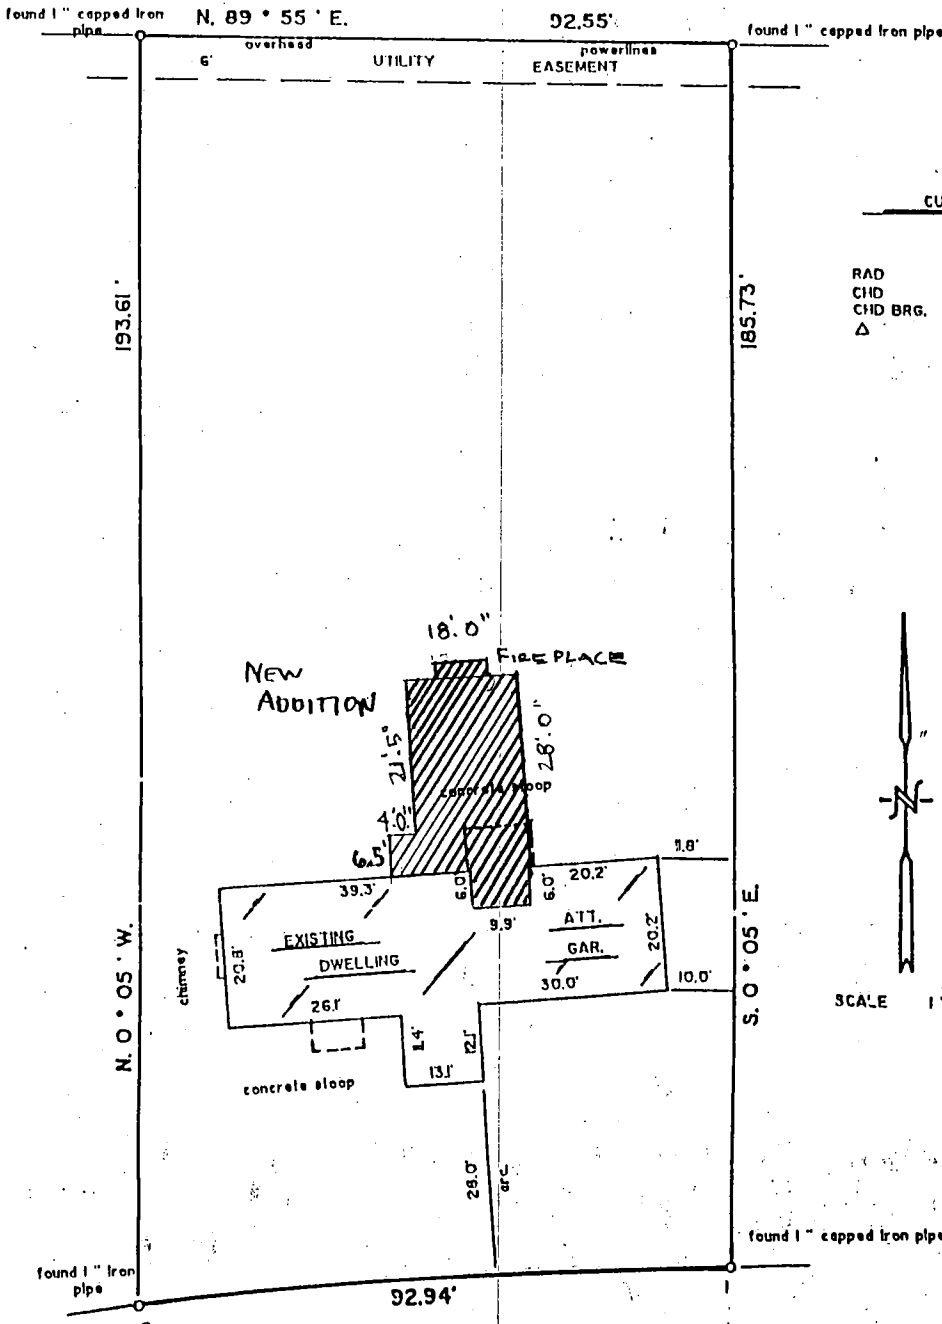 found 1 " capped Iron pipe
N. 89 ° 55 ' E.
92.55'
found 1 " capped Iron pipe
overhead
powerlines
6'
UTILITY
EASEMENT
CU
RAD
CHD
CHD BRG.
△
193.61 '
185.73'
18'.0"
FIREPLACE
NEW
ADDITION
21'.5"
28'.0"
concrete stoop
4'.0"
6.5'
39.3'
6.0'
6.0'
20.2'
9.9'
ATT.
GAR.
20.2'
30.0'
10.0'
EXISTING
DWELLING
20.8'
chimney
26.1'
12.1'
13.1'
concrete stoop
N. 0 ° 05 ' W.
S. 0 ° 05 ' E.
N
SCALE 1 "
28.0'
arc
found 1 " Iron
pipe
92.94'
found 1 " capped Iron pipe